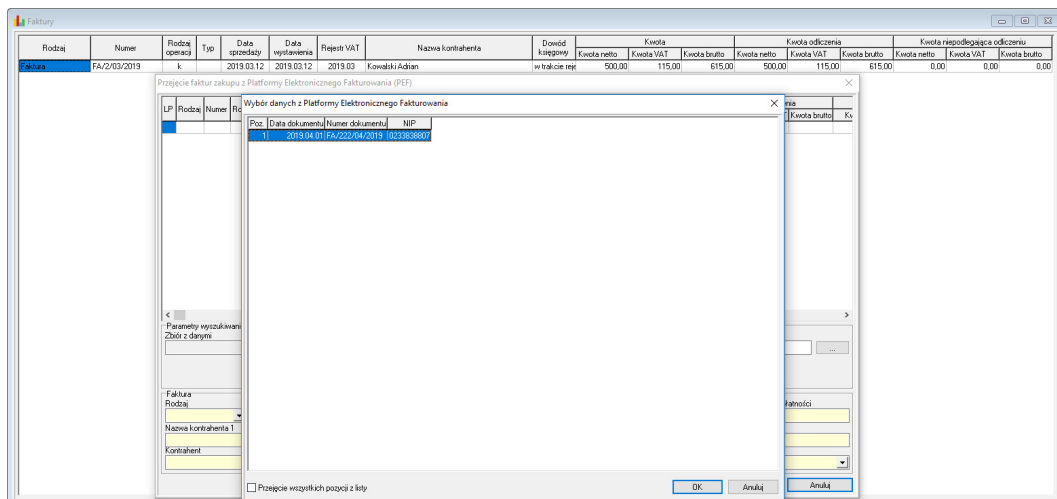 Faktury
Rodzaj Numer Rodzaj operacji Typ Data sprzedaży Data wystawienia Rejestr VAT Nazwa kontrahenta Dowód księgowy Kwota Kwota odliczenia Kwota niepodlegająca odliczeniu
Kwota netto Kwota VAT Kwota brutto Kwota netto Kwota VAT Kwota brutto Kwota netto Kwota VAT Kwota brutto
Faktura FA/2/03/2019 k 2019.03.12 2019.03.12 2019.03 Kowalski Adrian w trakcie reje 500,00 115,00 615,00 500,00 115,00 615,00 0,00 0,00 0,00
Przejęcie faktur zakupu z Platformy Elektronicznego Fakturowania (PEF)
LP Rodzaj Numer Ro
Wybór danych z Platformy Elektronicznego Fakturowania
nia
Kwota brutto Kw
Poz. Data dokumentu Numer dokumentu NIP
1 2019.04.01 FA/222/04/2019 0233838807
Parametry wyszukiwani
Zbiór z danymi
...
Faktura
Rodzaj
łatności
Nazwa kontrahenta 1
Kontrahent
Przejęcie wszystkich pozycji z listy
OK Anuluj Anuluj